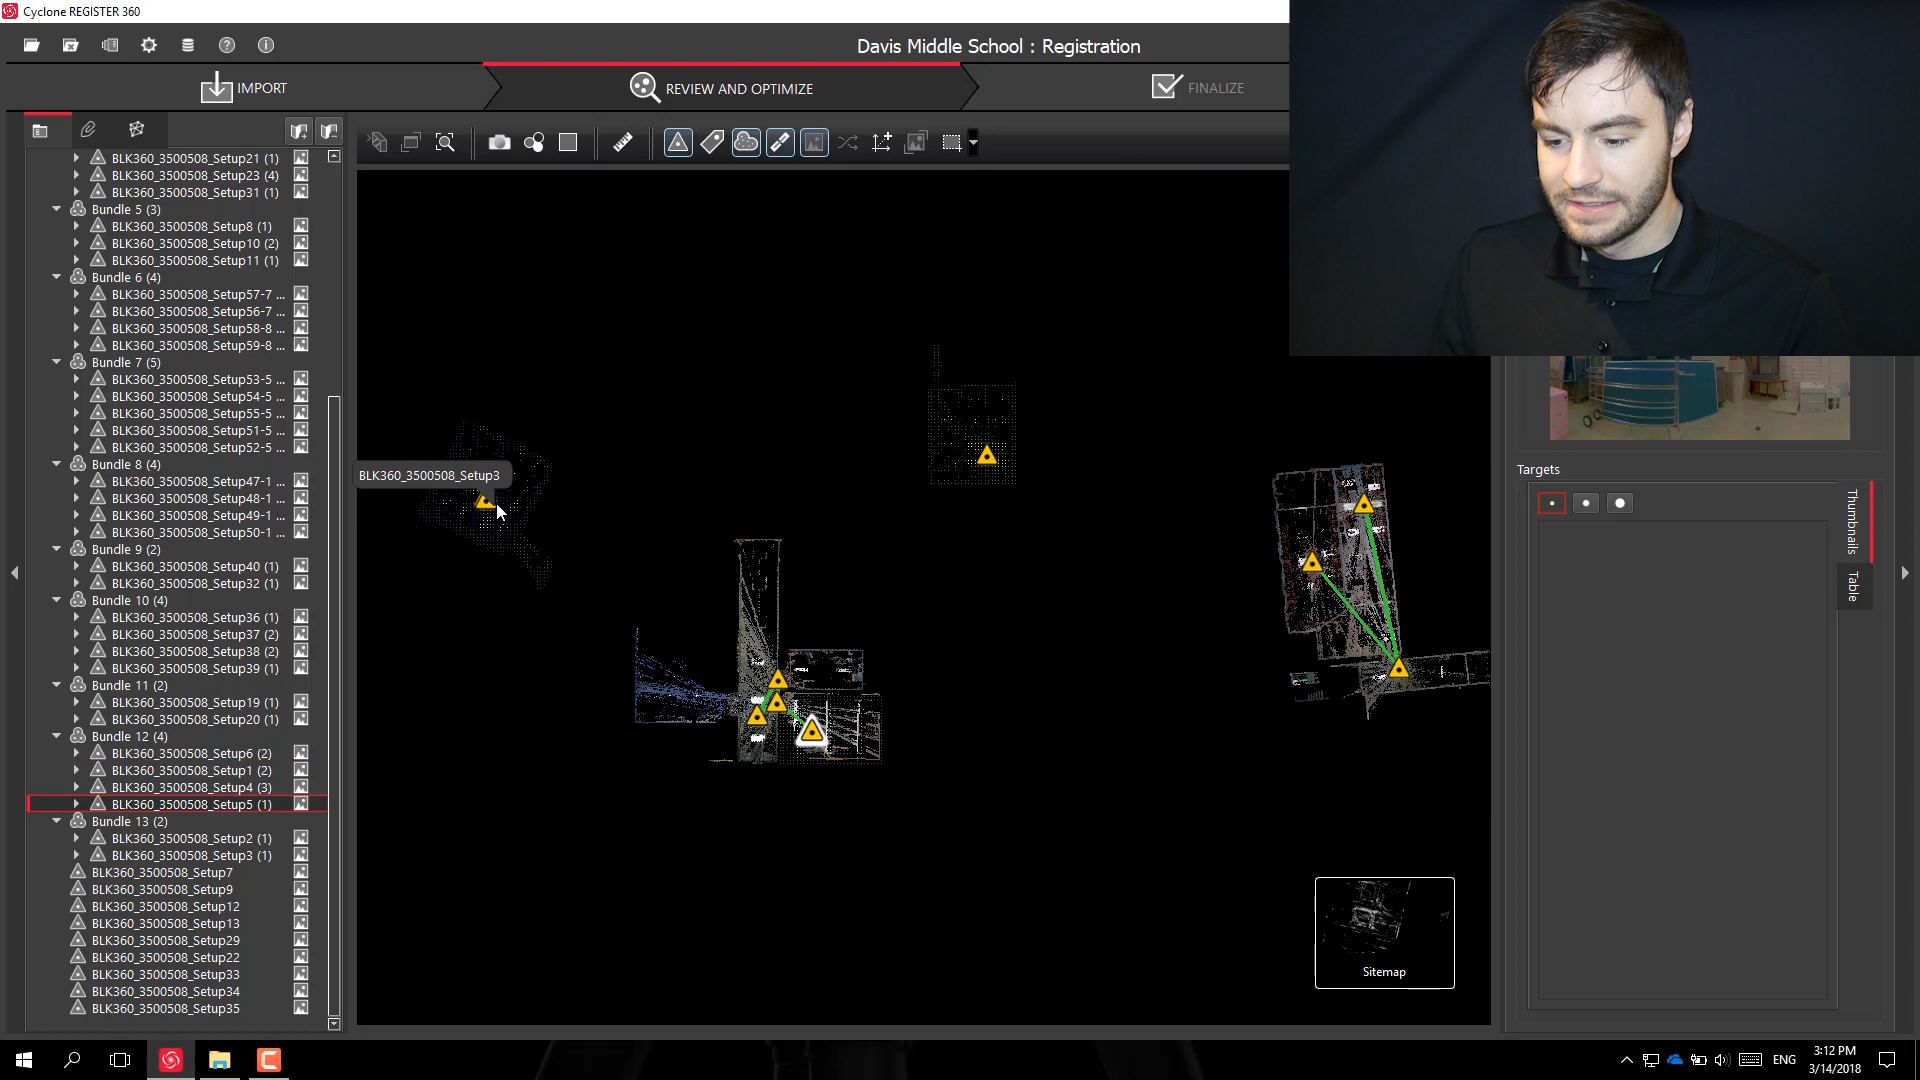 Cyclone REGISTER 360
Davis Middle School : Registration
IMPORT
REVIEW AND OPTIMIZE
FINALIZE
BLK360_3500508_Setup21 (1)
BLK360_3500508_Setup23 (4)
BLK360_3500508_Setup31 (1)
Bundle 5 (3)
BLK360_3500508_Setup8 (1)
BLK360_3500508_Setup10 (2)
BLK360_3500508_Setup11 (1)
Bundle 6 (4)
BLK360_3500508_Setup57-7 ...
BLK360_3500508_Setup56-7 ...
BLK360_3500508_Setup58-8 ...
BLK360_3500508_Setup59-8 ...
Bundle 7 (5)
BLK360_3500508_Setup53-5 ...
BLK360_3500508_Setup54-5 ...
BLK360_3500508_Setup55-5 ...
BLK360_3500508_Setup51-5 ...
BLK360_3500508_Setup52-5 ...
Bundle 8 (4)
BLK360_3500508_Setup47-1 ...
BLK360_3500508_Setup48-1 ...
BLK360_3500508_Setup49-1 ...
BLK360_3500508_Setup50-1 ...
Bundle 9 (2)
BLK360_3500508_Setup40 (1)
BLK360_3500508_Setup32 (1)
Bundle 10 (4)
BLK360_3500508_Setup36 (1)
BLK360_3500508_Setup37 (2)
BLK360_3500508_Setup38 (2)
BLK360_3500508_Setup39 (1)
Bundle 11 (2)
BLK360_3500508_Setup19 (1)
BLK360_3500508_Setup20 (1)
Bundle 12 (4)
BLK360_3500508_Setup6 (2)
BLK360_3500508_Setup1 (2)
BLK360_3500508_Setup4 (3)
BLK360_3500508_Setup5 (1)
Bundle 13 (2)
BLK360_3500508_Setup2 (1)
BLK360_3500508_Setup3 (1)
BLK360_3500508_Setup7
BLK360_3500508_Setup9
BLK360_3500508_Setup12
BLK360_3500508_Setup13
BLK360_3500508_Setup29
BLK360_3500508_Setup22
BLK360_3500508_Setup33
BLK360_3500508_Setup34
BLK360_3500508_Setup35
BLK360_3500508_Setup3
Sitemap
Targets
Thumbnails
Table
ENG
3:12 PM
3/14/2018